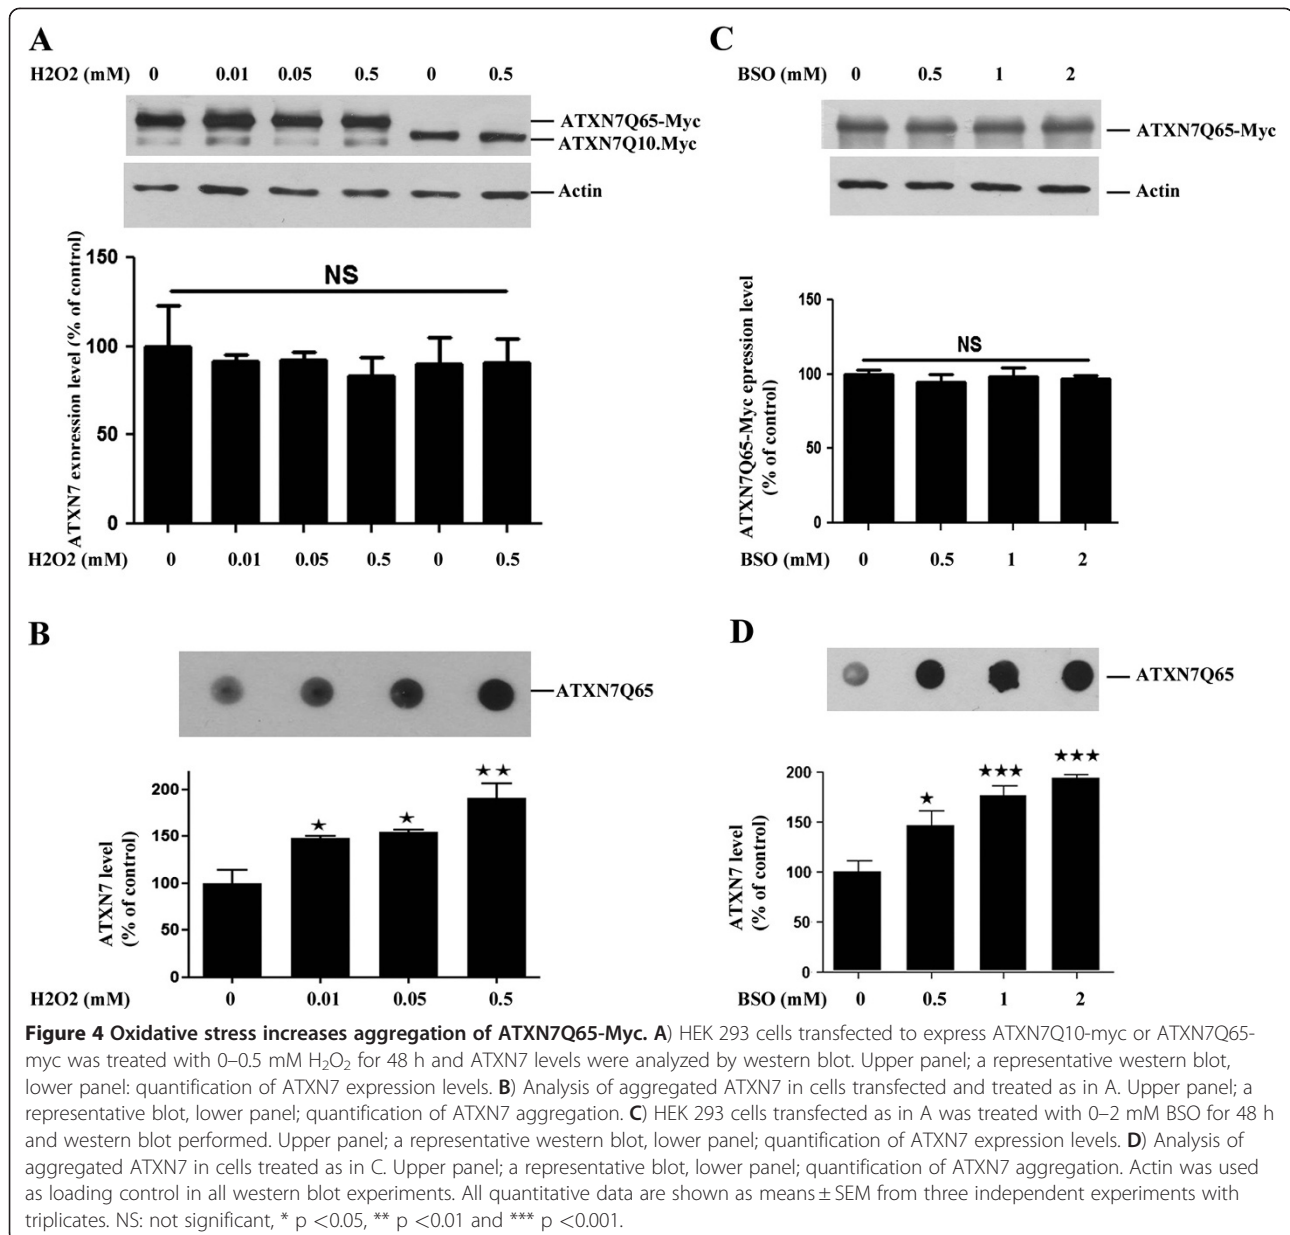 A
H2O2 (mM) 0 0.01 0.05 0.5 0 0.5
ATXN7Q65-Myc
ATXN7Q10.Myc
Actin
ATXN7 exprression level (% of control)
150
100
50
0
NS
H2O2 (mM) 0 0.01 0.05 0.5 0 0.5
B
ATXN7Q65
ATXN7 level
(% of control)
200
150
100
50
0
★ ★ ★★
H2O2 (mM) 0 0.01 0.05 0.5
C
BSO (mM) 0 0.5 1 2
ATXN7Q65-Myc
Actin
ATXN7Q65-Myc epression level
(% of control)
150
100
50
0
NS
BSO (mM) 0 0.5 1 2
D
ATXN7Q65
ATXN7 level
(% of control)
200
150
100
50
0
★ ★★★ ★★★
BSO (mM) 0 0.5 1 2
Figure 4 Oxidative stress increases aggregation of ATXN7Q65-Myc. A) HEK 293 cells transfected to express ATXN7Q10-myc or ATXN7Q65-
myc was treated with 0–0.5 mM H₂O₂ for 48 h and ATXN7 levels were analyzed by western blot. Upper panel; a representative western blot,
lower panel: quantification of ATXN7 expression levels. B) Analysis of aggregated ATXN7 in cells transfected and treated as in A. Upper panel; a
representative blot, lower panel; quantification of ATXN7 aggregation. C) HEK 293 cells transfected as in A was treated with 0–2 mM BSO for 48 h
and western blot performed. Upper panel; a representative western blot, lower panel; quantification of ATXN7 expression levels. D) Analysis of
aggregated ATXN7 in cells treated as in C. Upper panel; a representative blot, lower panel; quantification of ATXN7 aggregation. Actin was used
as loading control in all western blot experiments. All quantitative data are shown as means ± SEM from three independent experiments with
triplicates. NS: not significant, * p <0.05, ** p <0.01 and *** p <0.001.